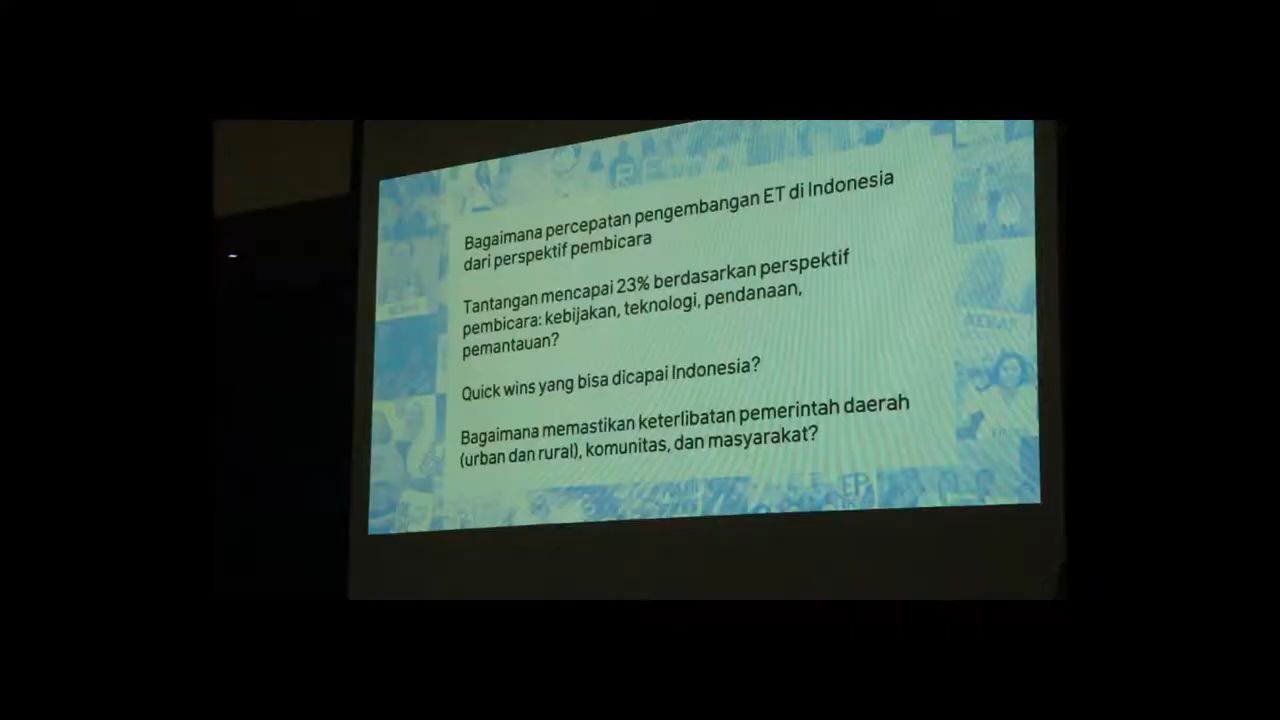 Bagaimana percepatan pengembangan ET di Indonesia
dari perspektif pembicara
Tantangan mencapai 23% berdasarkan perspektif
pembicara: kebijakan, teknologi, pendanaan,
pemantauan?
Quick wins yang bisa dicapai Indonesia?
Bagaimana memastikan keterlibatan pemerintah daerah
(urban dan rural), komunitas, dan masyarakat?